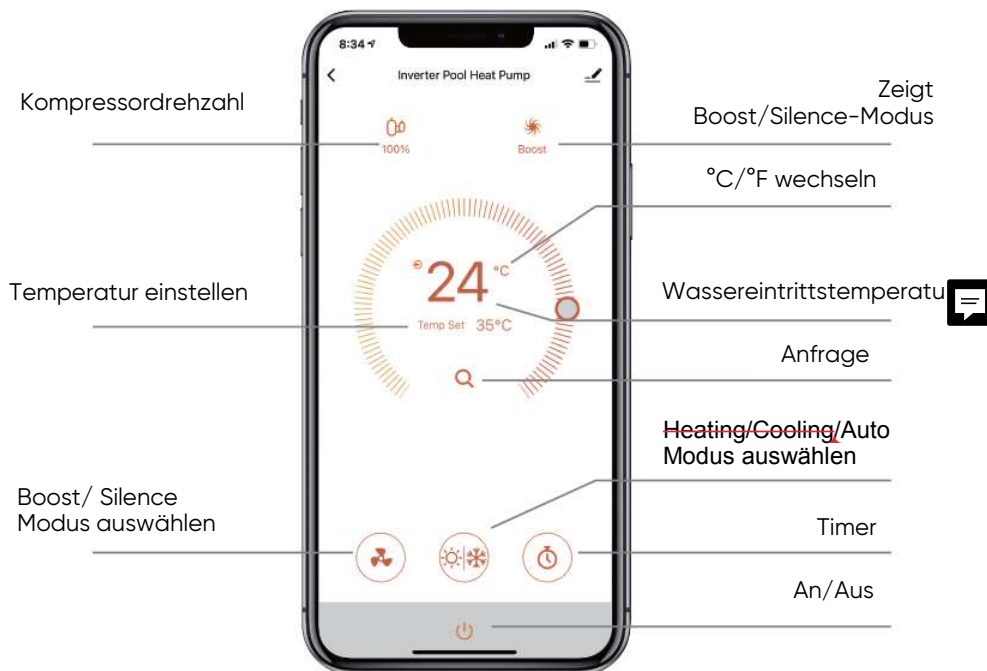 8:34
Inverter Pool Heat Pump
Kompressordrehzahl
Zeigt
Boost/Silence-Modus
100%
Boost
°C/°F wechseln
24 °C
Temperatur einstellen
Wassereintrittstemperatu
Temp Set 35°C
Anfrage
Heating/Cooling/Auto
Modus auswählen
Boost/ Silence
Modus auswählen
Timer
An/Aus